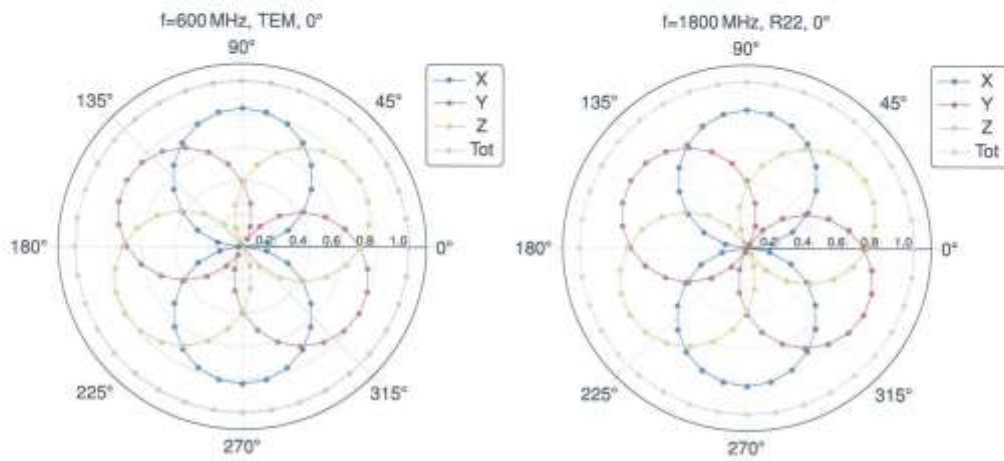 f=600 MHz, TEM, 0°
90°
135°
45°
X
Y
Z
Tot
180°
0.2 0.4 0.6 0.8 1.0
0°
225°
315°
270°
f=1800 MHz, R22, 0°
90°
135°
45°
X
Y
Z
Tot
180°
0.2 0.4 0.6 0.8 1.0
0°
225°
315°
270°